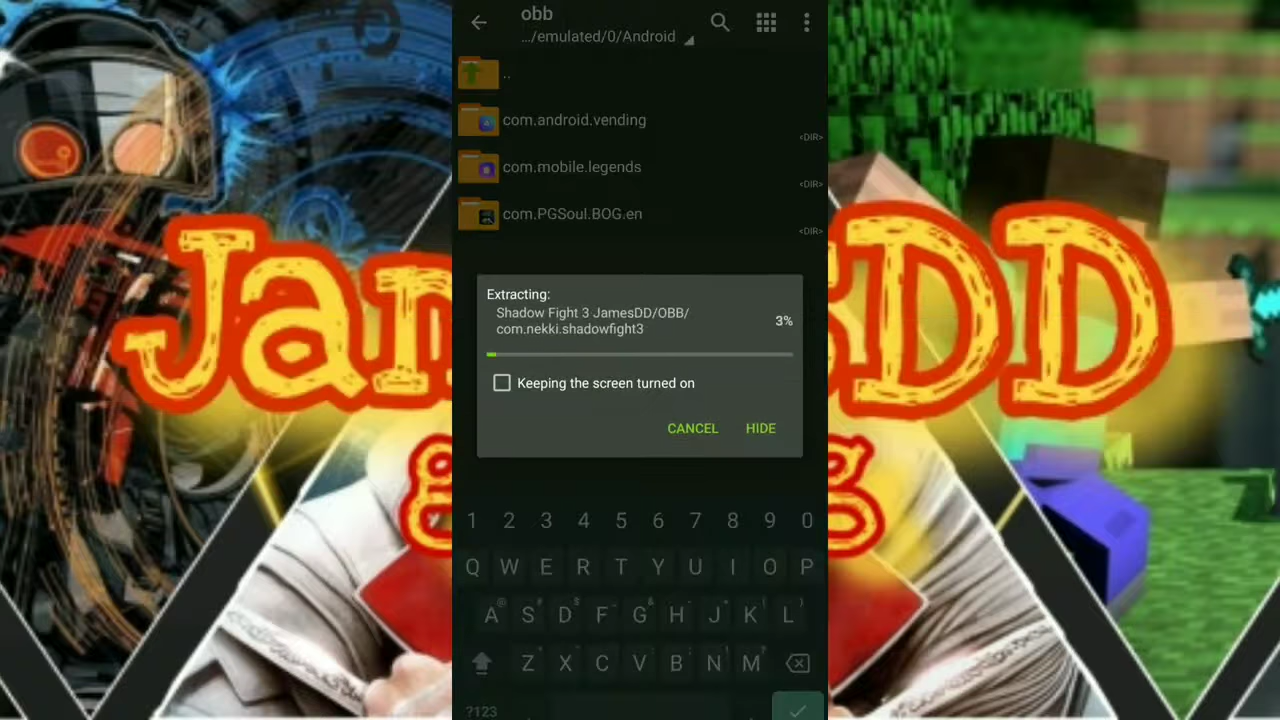 obb
.../emulated/0/Android
..
com.android.vending
<DIR>
com.mobile.legends
<DIR>
com.PGSoul.BOG.en
<DIR>
Extracting:
Shadow Fight 3 JamesDD/OBB/
com.nekki.shadowfight3
3%
Keeping the screen turned on
CANCEL HIDE
1 2 3 4 5 6 7 8 9 0
Q W E R T Y U I O P
A S D F G H J K L
Z X C V B N M
?123
Jam
sDD
g
g